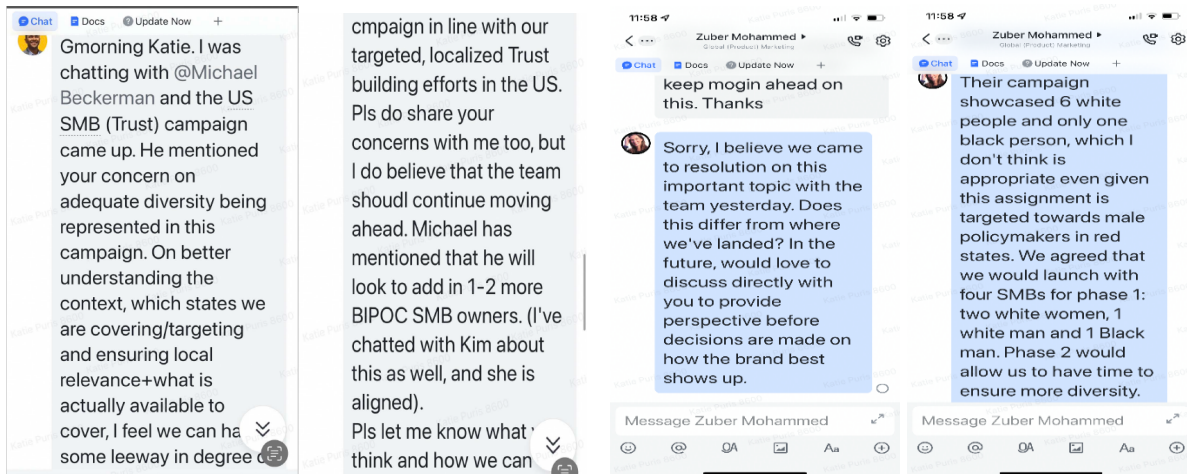 Chat Docs Update Now +
Gmorning Katie. I was
chatting with @Michael
Beckerman and the US
SMB (Trust) campaign
came up. He mentioned
your concern on
adequate diversity being
represented in this
campaign. On better
understanding the
context, which states we
are covering/targeting
and ensuring local
relevance+what is
actually available to
cover, I feel we can
some leeway in degree
cmpaign in line with our
targeted, localized Trust
building efforts in the US.
Pls do share your
concerns with me too, but
I do believe that the team
shoudl continue moving
ahead. Michael has
mentioned that he will
look to add in 1-2 more
BIPOC SMB owners. (I've
chatted with Kim about
this as well, and she is
aligned).
Pls let me know what
think and how we can
11:58
Zuber Mohammed
Global (Product) Marketing
Chat Docs Update Now +
keep mogin ahead on
this. Thanks
Sorry, I believe we came
to resolution on this
important topic with the
team yesterday. Does
this differ from where
we've landed? In the
future, would love to
discuss directly with
you to provide
perspective before
decisions are made on
how the brand best
shows up.
Message Zuber Mohammed
Aa
11:58
Zuber Mohammed
Global (Product) Marketing
Chat Docs Update Now +
Their campaign
showcased 6 white
people and only one
black person, which I
don't think is
appropriate even given
this assignment is
targeted towards male
policymakers in red
states. We agreed that
we would launch with
four SMBs for phase 1:
two white women, 1
white man and 1 Black
man. Phase 2 would
allow us to have time to
ensure more diversity.
Message Zuber Mohammed
Aa